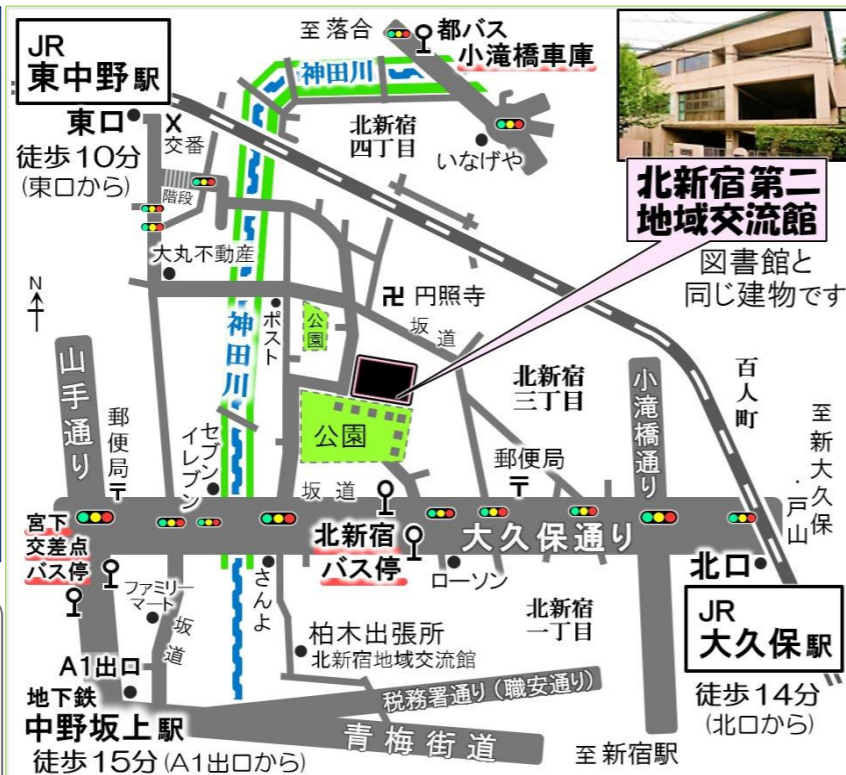 JR
東中野駅
東口
徒歩10分
(東口から)
X
交番
階段
大丸不動産
至 落合
都バス
小滝橋車庫
神田川
北新宿
四丁目
いなげや
北新宿第二
地域交流館
図書館と
同じ建物です
N
卍 円照寺
坂道
公園
ポスト
神田川
山手通り
郵便局
〒
セブン
イレブン
公園
北新宿
三丁目
小滝橋通り
百人町
至新大久保
・戸山
郵便局
〒
坂道
宮下
交差点
バス停
北新宿
バス停
大久保通り
ローソン
北口
JR
大久保駅
徒歩14分
(北口から)
ファミリー
マート
坂道
さんよ
北新宿
一丁目
柏木出張所
北新宿地域交流館
A1出口
地下鉄
中野坂上駅
徒歩15分(A1出口から)
税務署通り(職安通り)
青梅街道
至 新宿駅